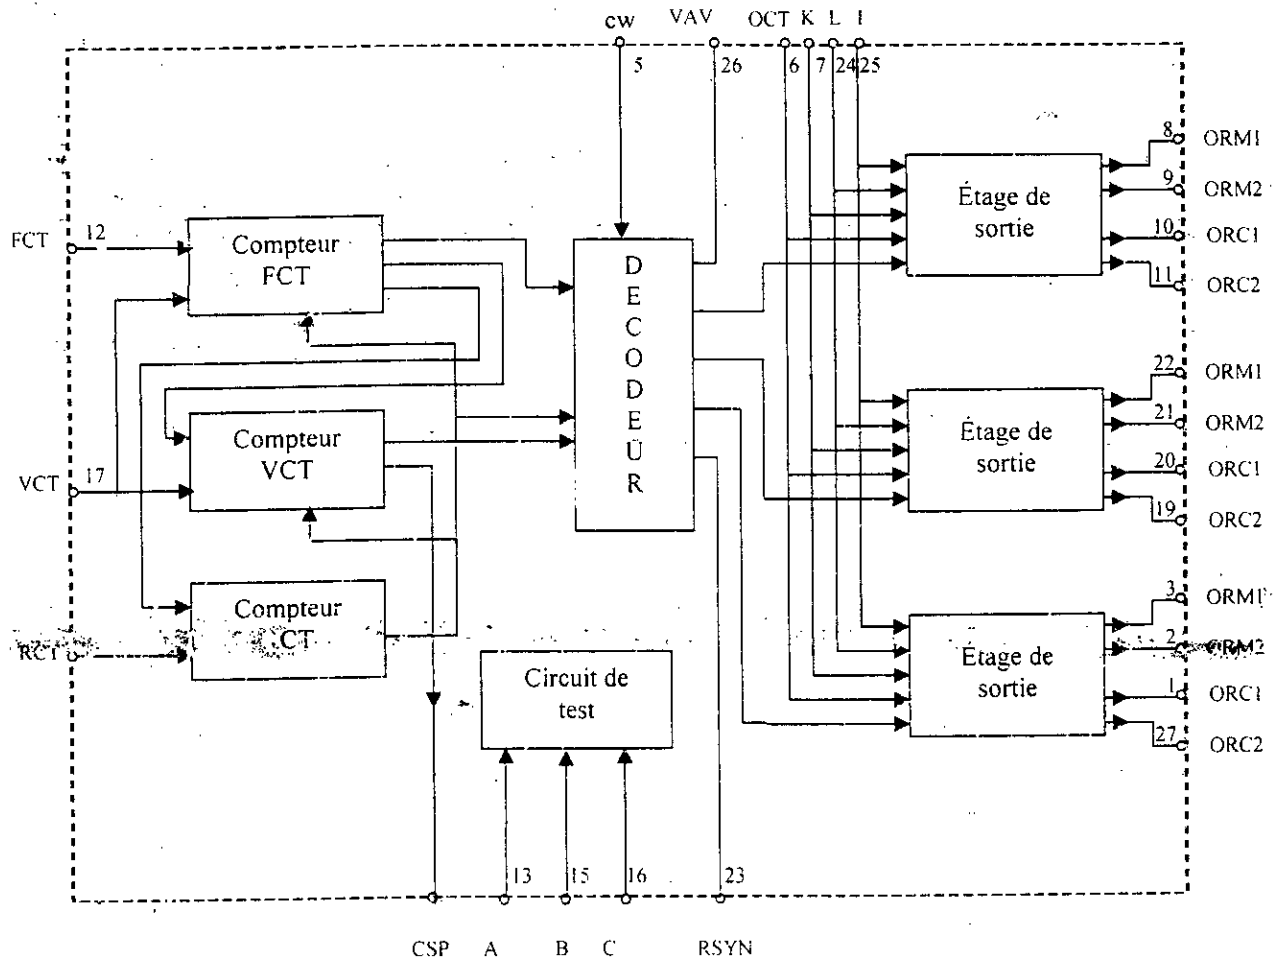 cw VAV OCT K L I
5 26 6 7 24 25
8 ORM1
9 ORM2
10 ORC1
11 ORC2
Étage de
sortie
FCT 12
Compteur
FCT
D
E
C
O
D
E
U
R
22 ORM1
21 ORM2
20 ORC1
19 ORC2
Étage de
sortie
VCT 17
Compteur
VCT
Compteur
CT
3 ORM1
2 ORM2
1 ORC1
27 ORC2
Étage de
sortie
Circuit de
test
13 15 16 23
CSP A B C RSYN